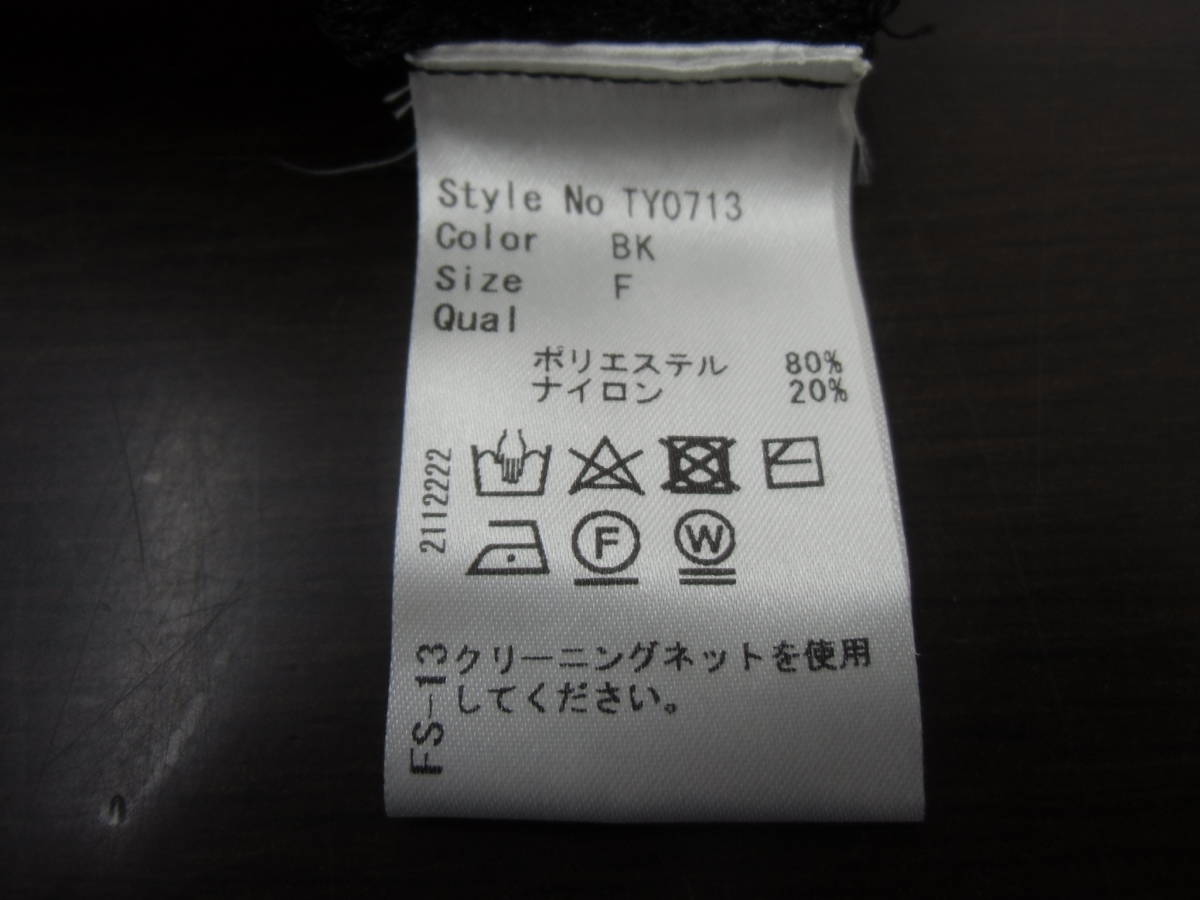 Style No TY0713
Color BK
Size F
Qual
ポリエステル 80%
ナイロン 20%
2112222
F
W
FS-13
クリーニングネットを使用
してください。